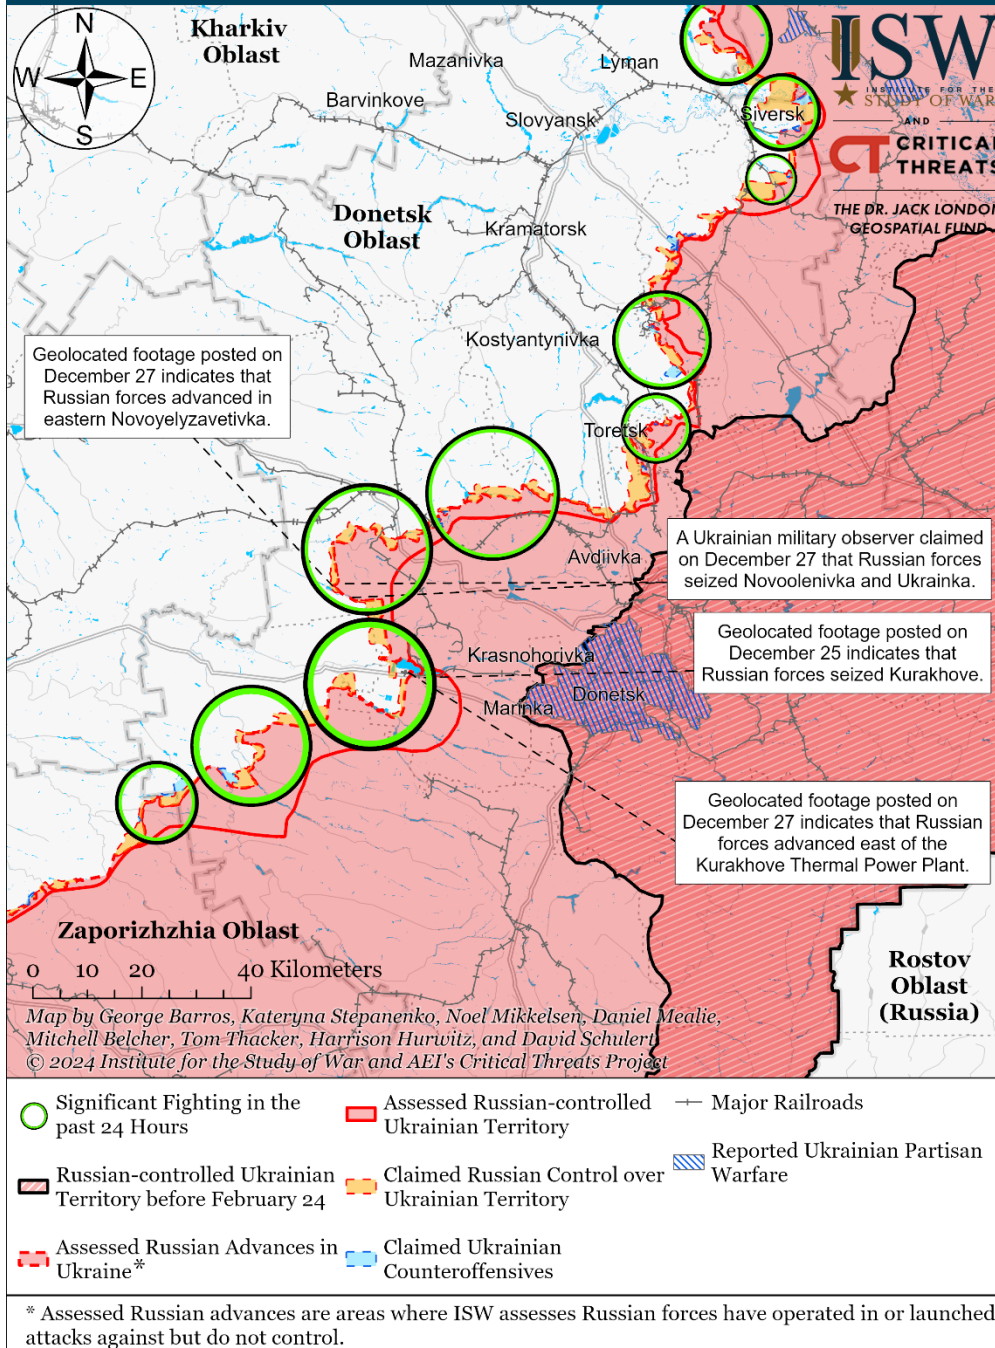 N
W
E
S
Kharkiv
Oblast
Mazanivka
Lyman
Barvinkove
Slovyansk
Siversk
ISW
INSTITUTE FOR THE
STUDY OF WAR
AND
CT CRITICAL
THREATS
THE DR. JACK LONDON
GEOSPATIAL FUND
Donetsk
Oblast
Kramatorsk
Kostyantynivka
Geolocated footage posted on
December 27 indicates that
Russian forces advanced in
eastern Novoyelyzavetivka.
Toretsk
Avdiivka
A Ukrainian military observer claimed
on December 27 that Russian forces
seized Novoolenivka and Ukrainka.
Krasnohorivka
Marinka
Donetsk
Geolocated footage posted on
December 25 indicates that
Russian forces seized Kurakhove.
Geolocated footage posted on
December 27 indicates that Russian
forces advanced east of the
Kurakhove Thermal Power Plant.
Zaporizhzhia Oblast
Rostov
Oblast
(Russia)
0 10 20 40 Kilometers
Map by George Barros, Kateryna Stepanenko, Noel Mikkelsen, Daniel Mealie,
Mitchell Belcher, Tom Thacker, Harrison Hurwitz, and David Schulert
© 2024 Institute for the Study of War and AEI's Critical Threats Project
Significant Fighting in the
past 24 Hours
Russian-controlled Ukrainian
Territory before February 24
Assessed Russian Advances in
Ukraine*
Assessed Russian-controlled
Ukrainian Territory
Claimed Russian Control over
Ukrainian Territory
Claimed Ukrainian
Counteroffensives
Major Railroads
Reported Ukrainian Partisan
Warfare
* Assessed Russian advances are areas where ISW assesses Russian forces have operated in or launched
attacks against but do not control.